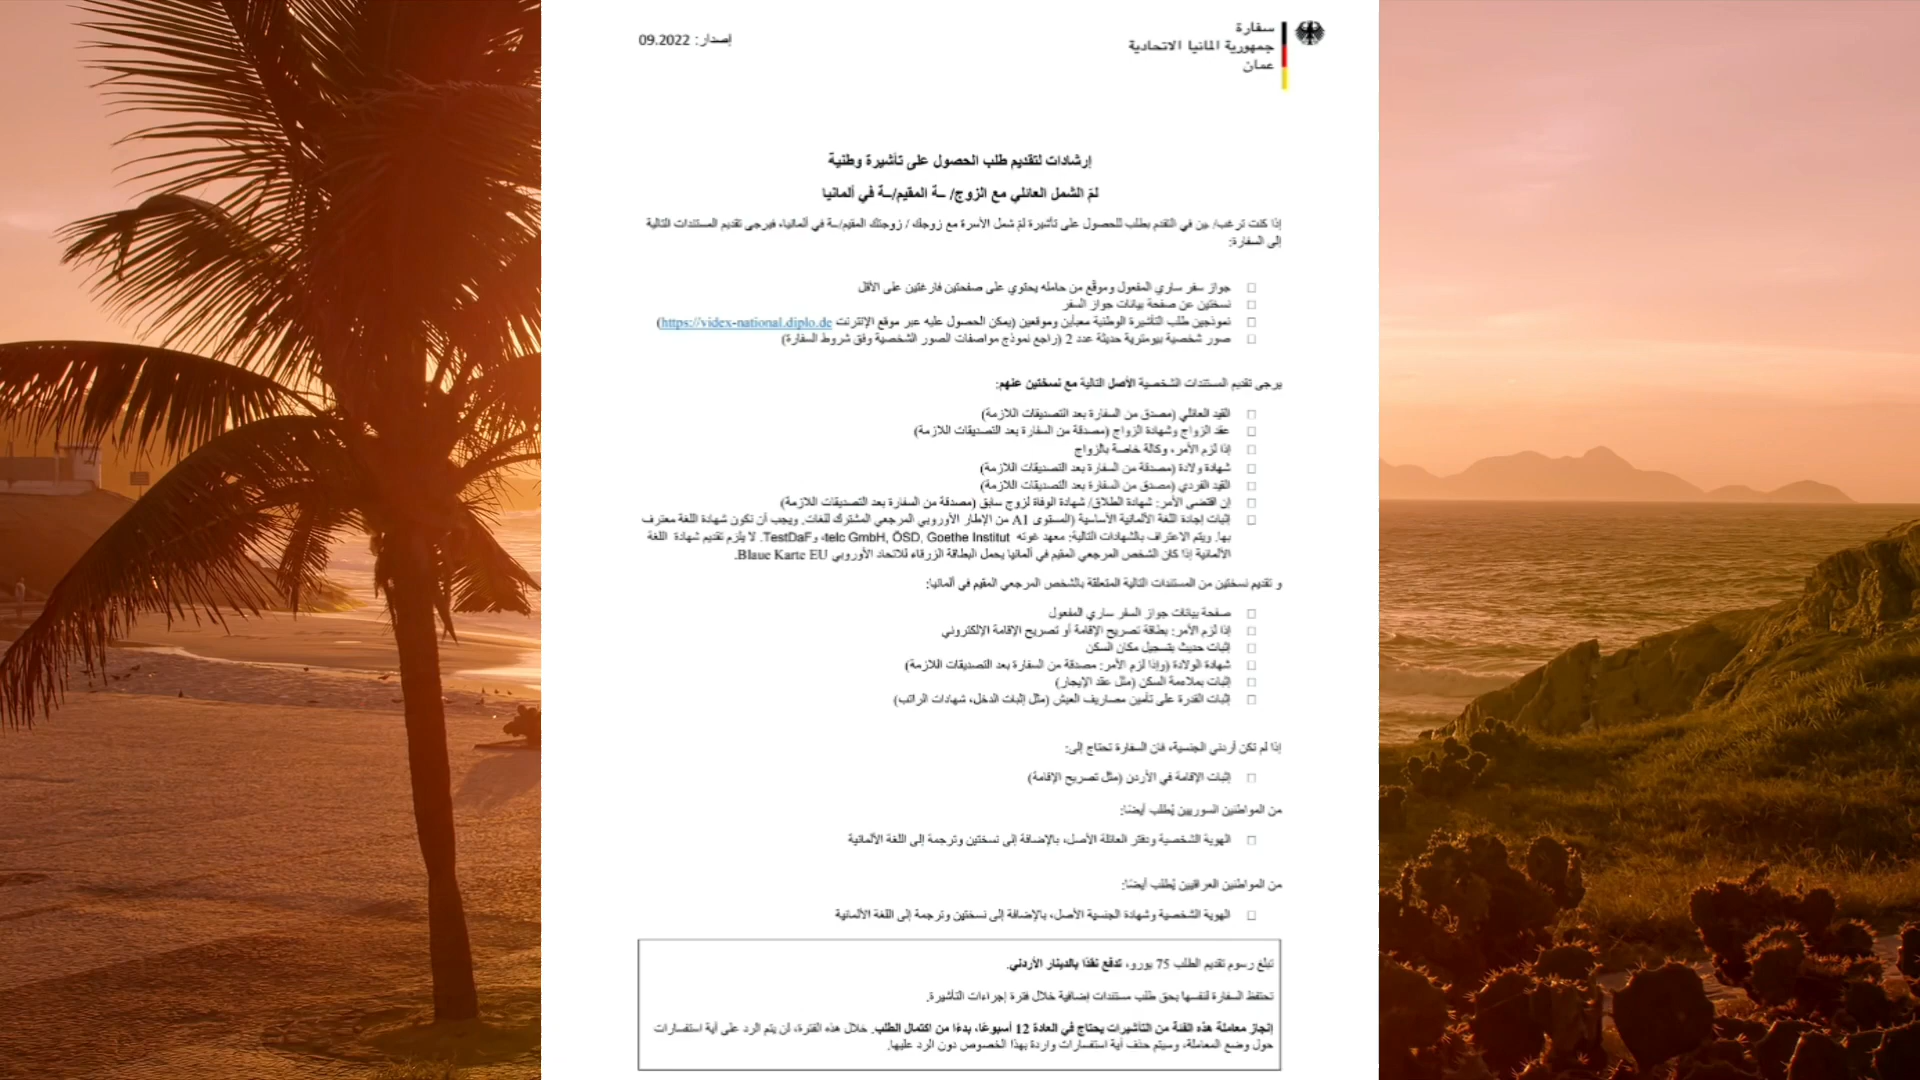 سفارة
جمهورية المانيا الاتحادية
عمان
إصدار: 09.2022
إرشادات لتقديم طلب الحصول على تأشيرة وطنية
لمّ الشمل العائلي مع الزوج/ ـة المقيم/ـة في ألمانيا
إذا كنت ترغب/ ين في التقدم بطلب للحصول على تأشيرة لمّ شمل الأسرة مع زوجك / زوجتك المقيم/ـة في ألمانيا، فيرجى تقديم المستندات التالية
إلى السفارة:
□ جواز سفر ساري المفعول وموقّع من حامله يحتوي على صفحتين فارغتين على الأقل
□ نسختين عن صفحة بيانات جواز السفر
□ نموذجين طلب التأشيرة الوطنية معبأين وموقعين (يمكن الحصول عليه عبر موقع الإنترنت https://videx-national.diplo.de)
□ صور شخصية بيومترية حديثة عدد 2 (راجع نموذج مواصفات الصور الشخصية وفق شروط السفارة)
يرجى تقديم المستندات الشخصية الأصل التالية مع نسختين عنهم:
□ القيد العائلي (مصدق من السفارة بعد التصديقات اللازمة)
□ عقد الزواج وشهادة الزواج (مصدقة من السفارة بعد التصديقات اللازمة)
□ إذا لزم الأمر، وكالة خاصة بالزواج
□ شهادة ولادة (مصدقة من السفارة بعد التصديقات اللازمة)
□ القيد الفردي (مصدق من السفارة بعد التصديقات اللازمة)
□ إن اقتضى الأمر: شهادة الطلاق/ شهادة الوفاة لزوج سابق (مصدقة من السفارة بعد التصديقات اللازمة)
□ إثبات إجادة اللغة الألمانية الأساسية (المستوى A1 من الإطار الأوروبي المرجعي المشترك للغات. ويجب أن تكون شهادة اللغة معترف
بها. ويتم الاعتراف بالشهادات التالية: معهد غوته telc GmbH, ÖSD, Goethe Institut، وTestDaF. لا يلزم تقديم شهادة اللغة
الألمانية إذا كان الشخص المرجعي المقيم في ألمانيا يحمل البطاقة الزرقاء للاتحاد الأوروبي Blaue Karte EU.
و تقديم نسختين من المستندات التالية المتعلقة بالشخص المرجعي المقيم في ألمانيا:
□ صفحة بيانات جواز السفر ساري المفعول
□ إذا لزم الأمر: بطاقة تصريح الإقامة أو تصريح الإقامة الإلكتروني
□ إثبات حديث بتسجيل مكان السكن
□ شهادة الولادة (وإذا لزم الأمر: مصدقة من السفارة بعد التصديقات اللازمة)
□ إثبات بملاءمة السكن (مثل عقد الإيجار)
□ إثبات القدرة على تأمين مصاريف العيش (مثل إثبات الدخل، شهادات الراتب)
إذا لم تكن أردني الجنسية، فان السفارة تحتاج إلى:
□ إثبات الإقامة في الأردن (مثل تصريح الإقامة)
من المواطنين السوريين يُطلب أيضًا:
□ الهوية الشخصية ودفتر العائلة الأصل، بالإضافة إلى نسختين وترجمة إلى اللغة الألمانية
من المواطنين العراقيين يُطلب أيضًا:
□ الهوية الشخصية وشهادة الجنسية الأصل، بالإضافة إلى نسختين وترجمة إلى اللغة الألمانية
تبلغ رسوم تقديم الطلب 75 يورو، تدفع نقدًا بالدينار الأردني.
تحتفظ السفارة لنفسها بحق طلب مستندات إضافية خلال فترة إجراءات التأشيرة.
إنجاز معاملة هذه الفئة من التأشيرات يحتاج في العادة 12 أسبوعًا، بدءًا من اكتمال الطلب. خلال هذه الفترة، لن يتم الرد على أية استفسارات
حول وضع المعاملة، وسيتم حذف أية استفسارات واردة بهذا الخصوص دون الرد عليها.